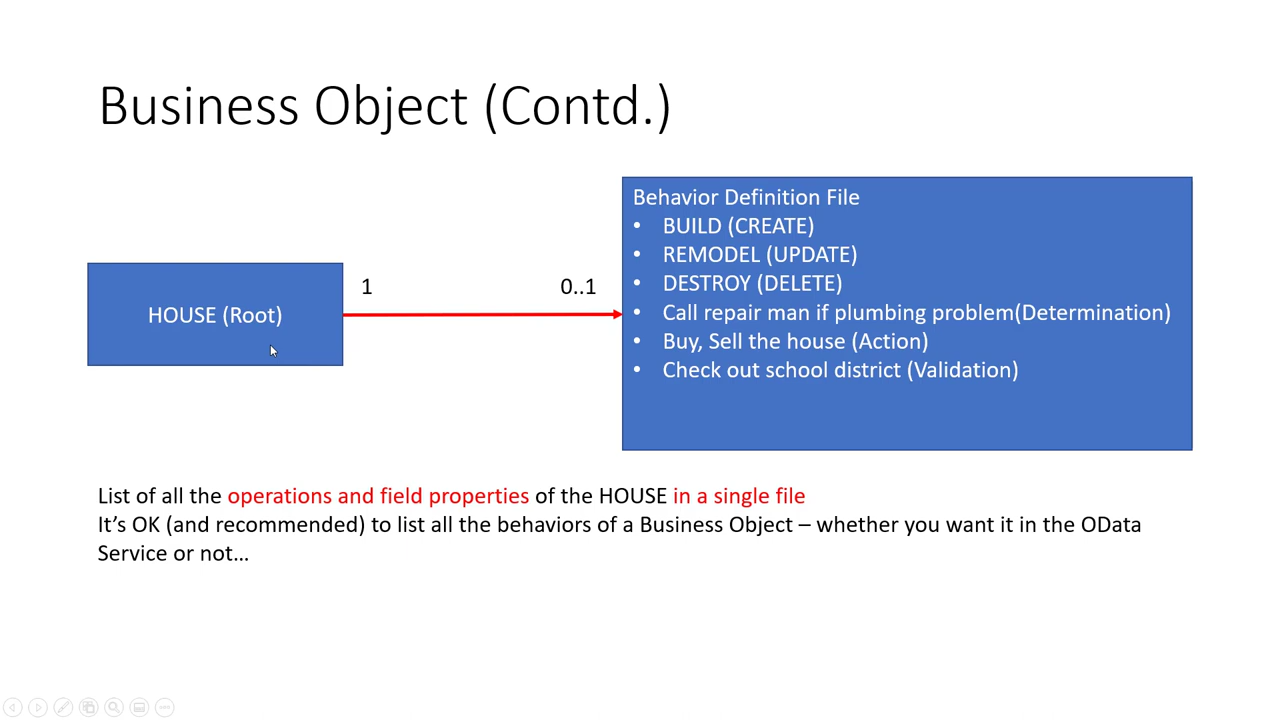 Business Object (Contd.)
HOUSE (Root)
1
0..1
Behavior Definition File
• BUILD (CREATE)
• REMODEL (UPDATE)
• DESTROY (DELETE)
• Call repair man if plumbing problem(Determination)
• Buy, Sell the house (Action)
• Check out school district (Validation)
List of all the operations and field properties of the HOUSE in a single file
It's OK (and recommended) to list all the behaviors of a Business Object – whether you want it in the OData
Service or not…